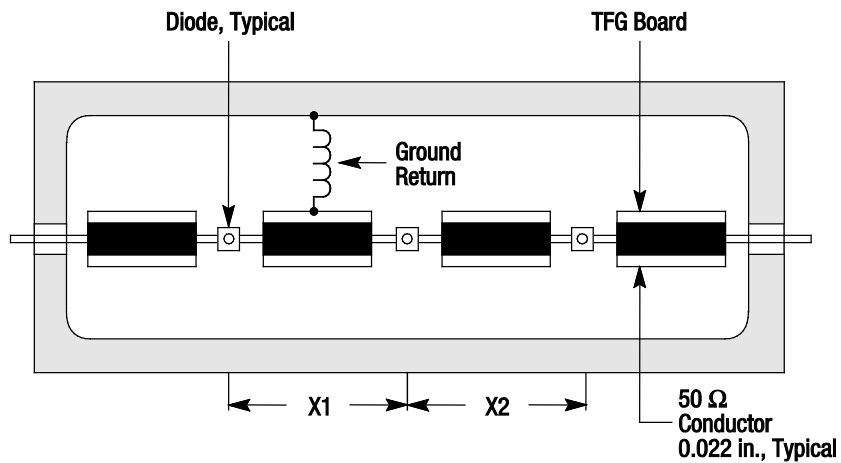 Diode, Typical
TFG Board
Ground
Return
X1
X2
50 Ω
Conductor
0.022 in., Typical